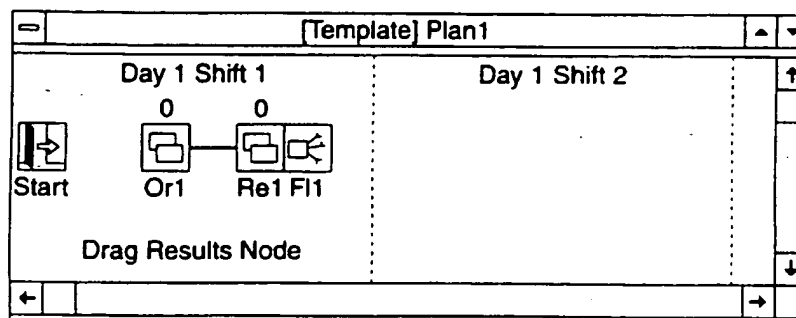 [Template] Plan1
Day 1 Shift 1 Day 1 Shift 2
0 0
Start Or1 Re1 Fl1
Drag Results Node